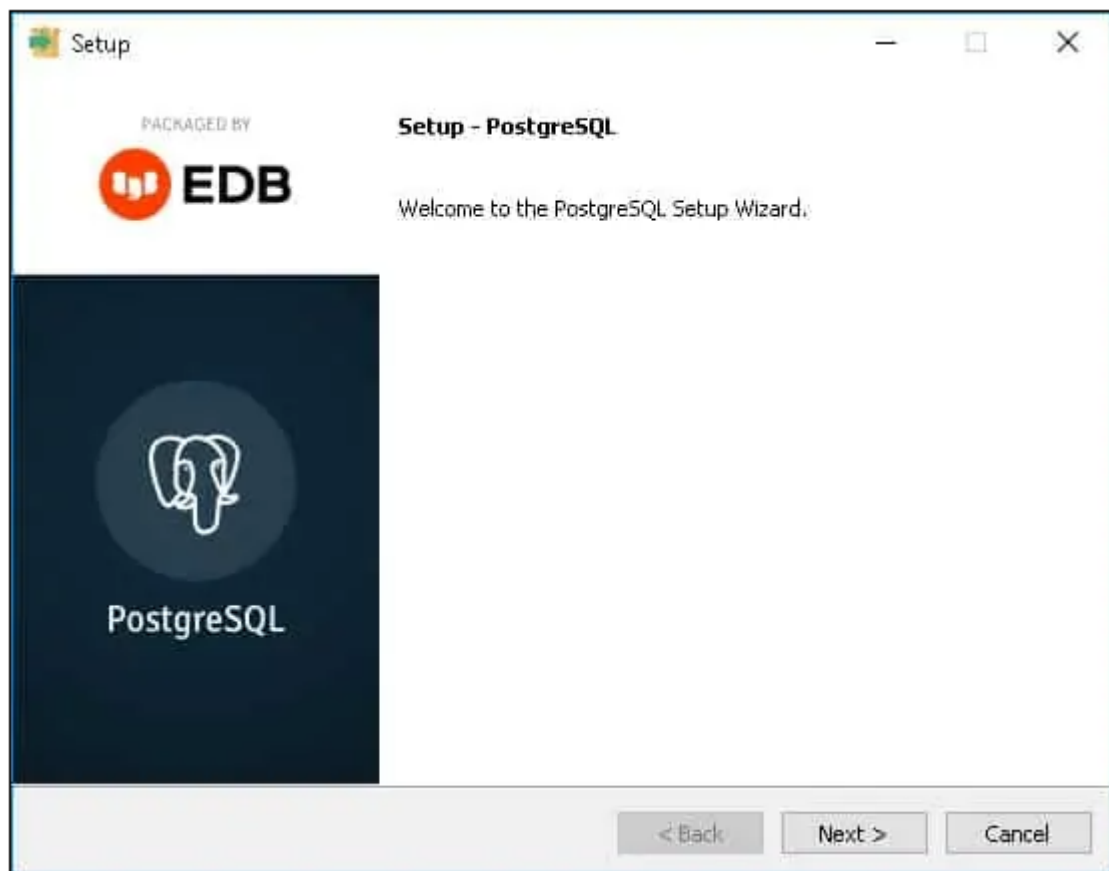 Setup
PACKAGED BY
EDB
Setup - PostgreSQL
Welcome to the PostgreSQL Setup Wizard.
PostgreSQL
< Back
Next >
Cancel